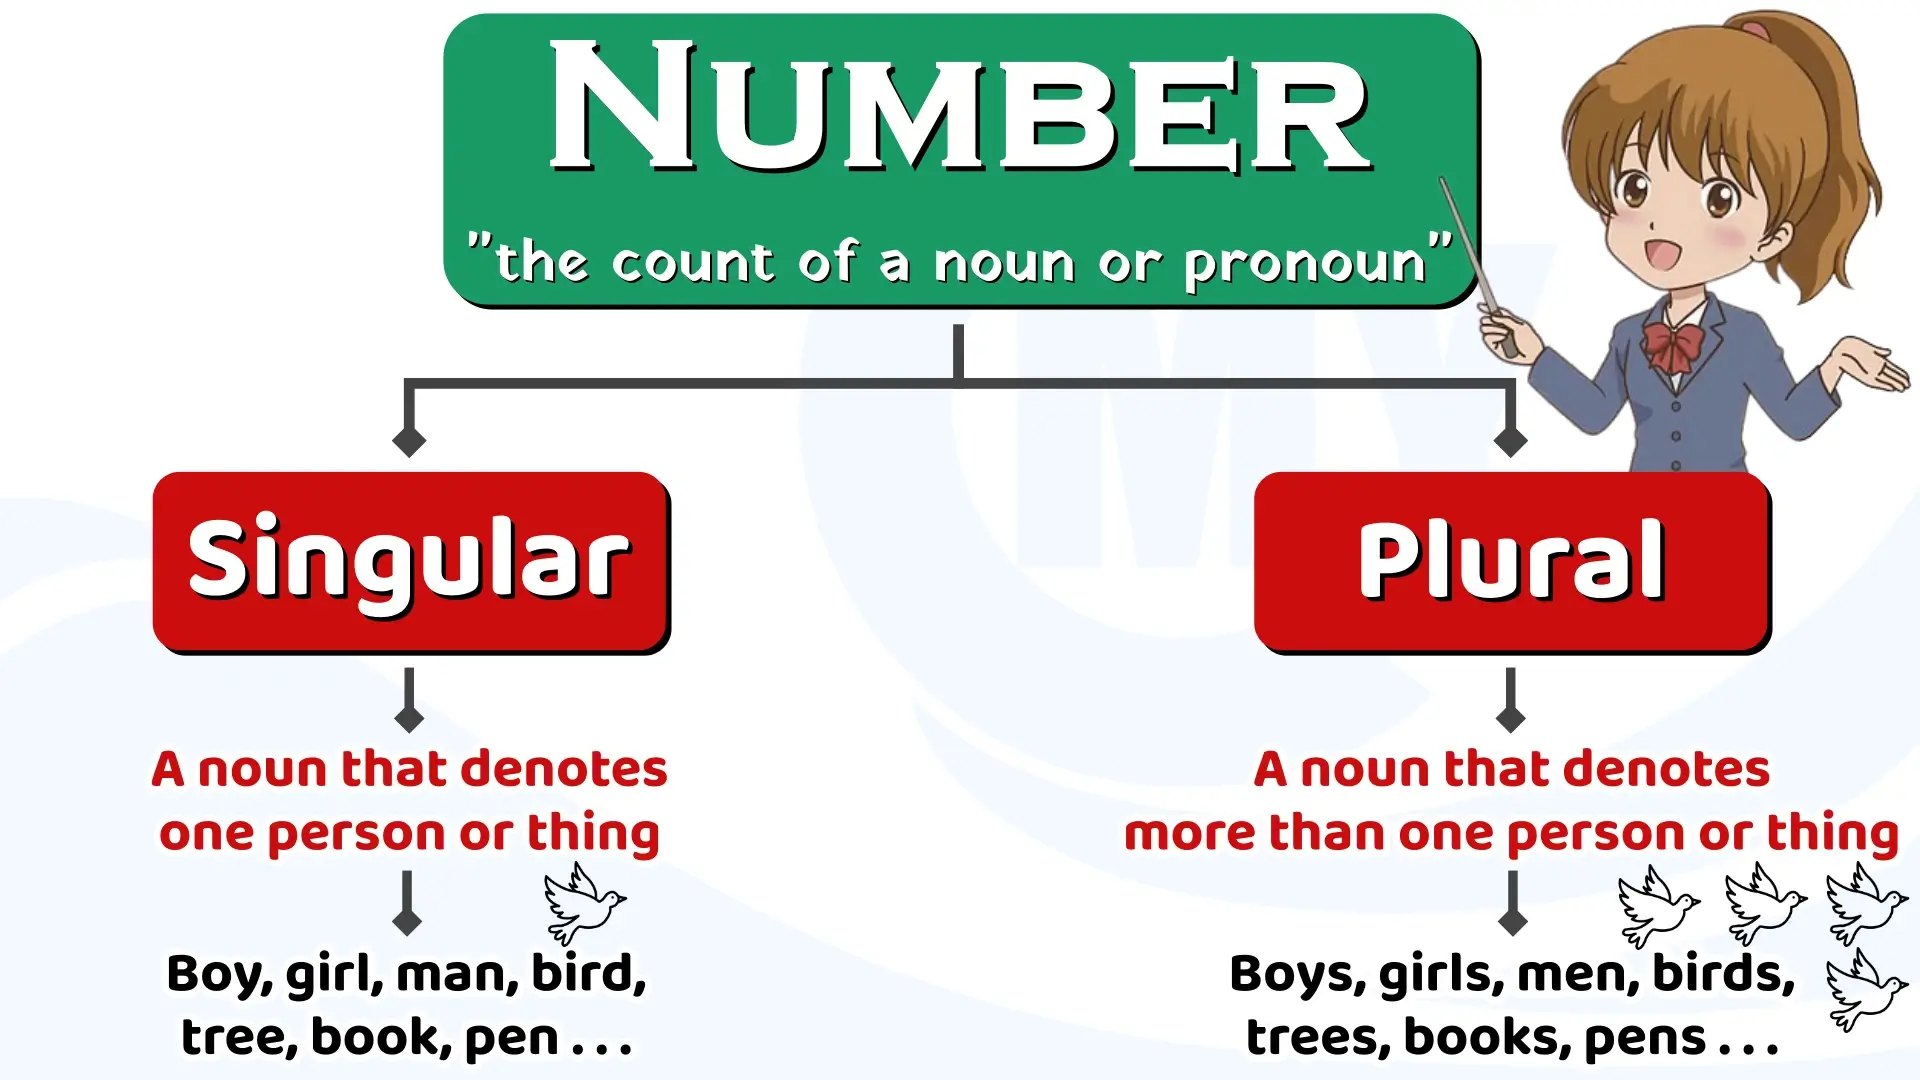 NUMBER
"the count of a noun or pronoun"
Singular
Plural
A noun that denotes
one person or thing
A noun that denotes
more than one person or thing
Boy, girl, man, bird,
tree, book, pen . . .
Boys, girls, men, birds,
trees, books, pens . . .